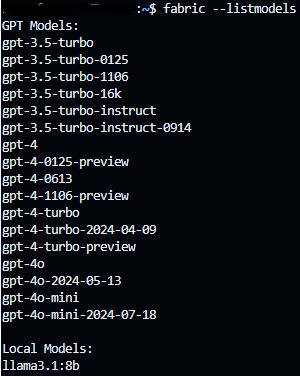 :~$ fabric --listmodels
GPT Models:
gpt-3.5-turbo
gpt-3.5-turbo-0125
gpt-3.5-turbo-1106
gpt-3.5-turbo-16k
gpt-3.5-turbo-instruct
gpt-3.5-turbo-instruct-0914
gpt-4
gpt-4-0125-preview
gpt-4-0613
gpt-4-1106-preview
gpt-4-turbo
gpt-4-turbo-2024-04-09
gpt-4-turbo-preview
gpt-4o
gpt-4o-2024-05-13
gpt-4o-mini
gpt-4o-mini-2024-07-18
Local Models:
llama3.1:8b